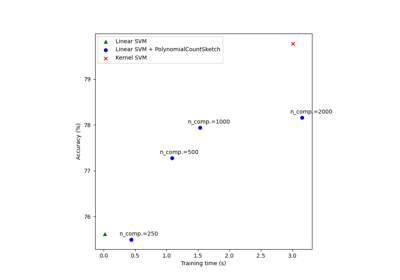 Linear SVM
Linear SVM + PolynomialCountSketch
Kernel SVM
79
78
77
76
Accuracy (%)
n_comp.=2000
n_comp.=1000
n_comp.=500
n_comp.=250
0.0 0.5 1.0 1.5 2.0 2.5 3.0
Training time (s)